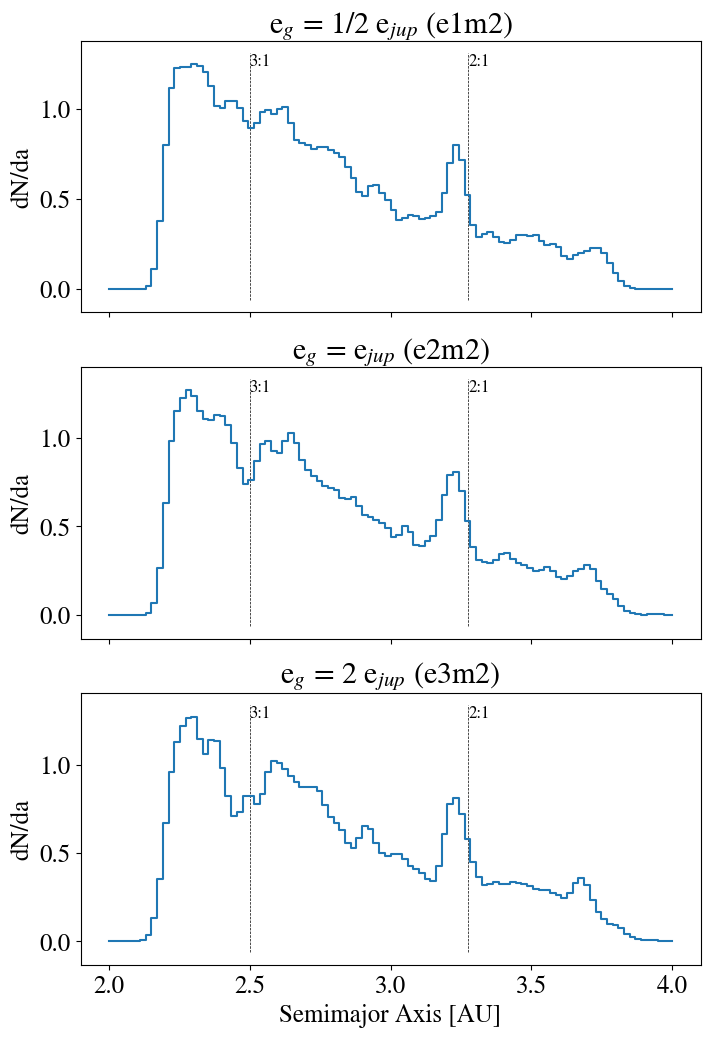 e_g = 1/2 e_jup (e1m2)
3:1
2:1
1.0
0.5
0.0
dN/da
e_g = e_jup (e2m2)
3:1
2:1
1.0
0.5
0.0
dN/da
e_g = 2 e_jup (e3m2)
3:1
2:1
1.0
0.5
0.0
dN/da
2.0 2.5 3.0 3.5 4.0
Semimajor Axis [AU]